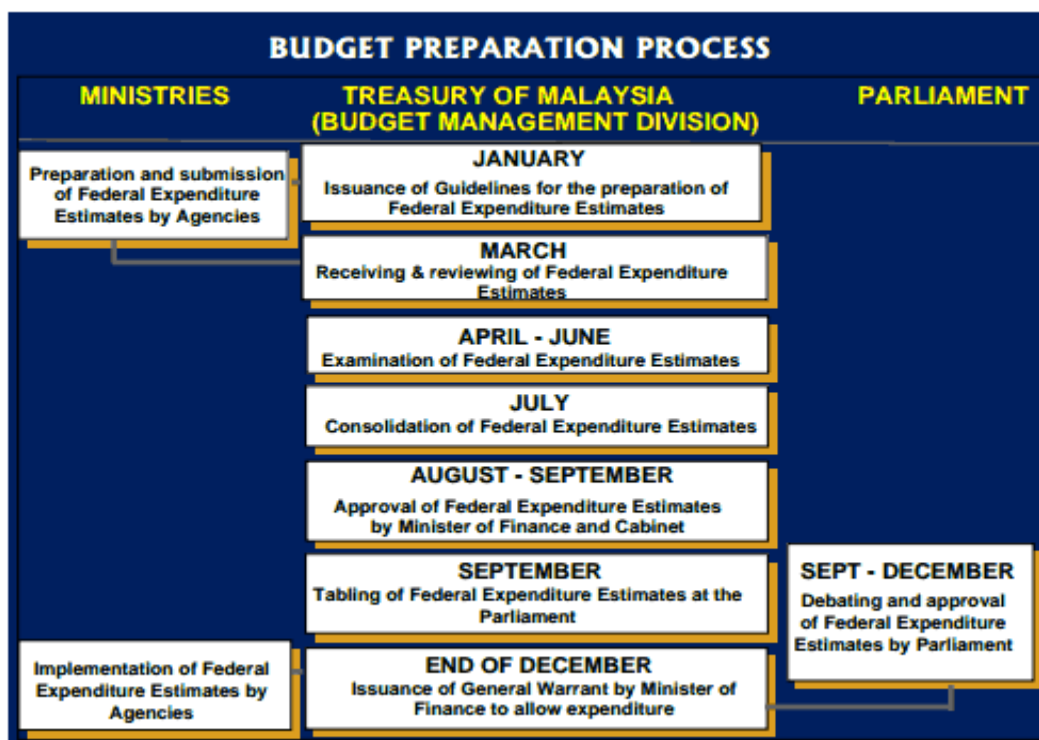 BUDGET PREPARATION PROCESS
MINISTRIES
TREASURY OF MALAYSIA
(BUDGET MANAGEMENT DIVISION)
PARLIAMENT
Preparation and submission
of Federal Expenditure
Estimates by Agencies
JANUARY
Issuance of Guidelines for the preparation of
Federal Expenditure Estimates
MARCH
Receiving & reviewing of Federal Expenditure
Estimates
APRIL - JUNE
Examination of Federal Expenditure Estimates
JULY
Consolidation of Federal Expenditure Estimates
AUGUST - SEPTEMBER
Approval of Federal Expenditure Estimates
by Minister of Finance and Cabinet
SEPTEMBER
Tabling of Federal Expenditure Estimates at the
Parliament
SEPT - DECEMBER
Debating and approval
of Federal Expenditure
Estimates by Parliament
END OF DECEMBER
Issuance of General Warrant by Minister of
Finance to allow expenditure
Implementation of Federal
Expenditure Estimates by
Agencies